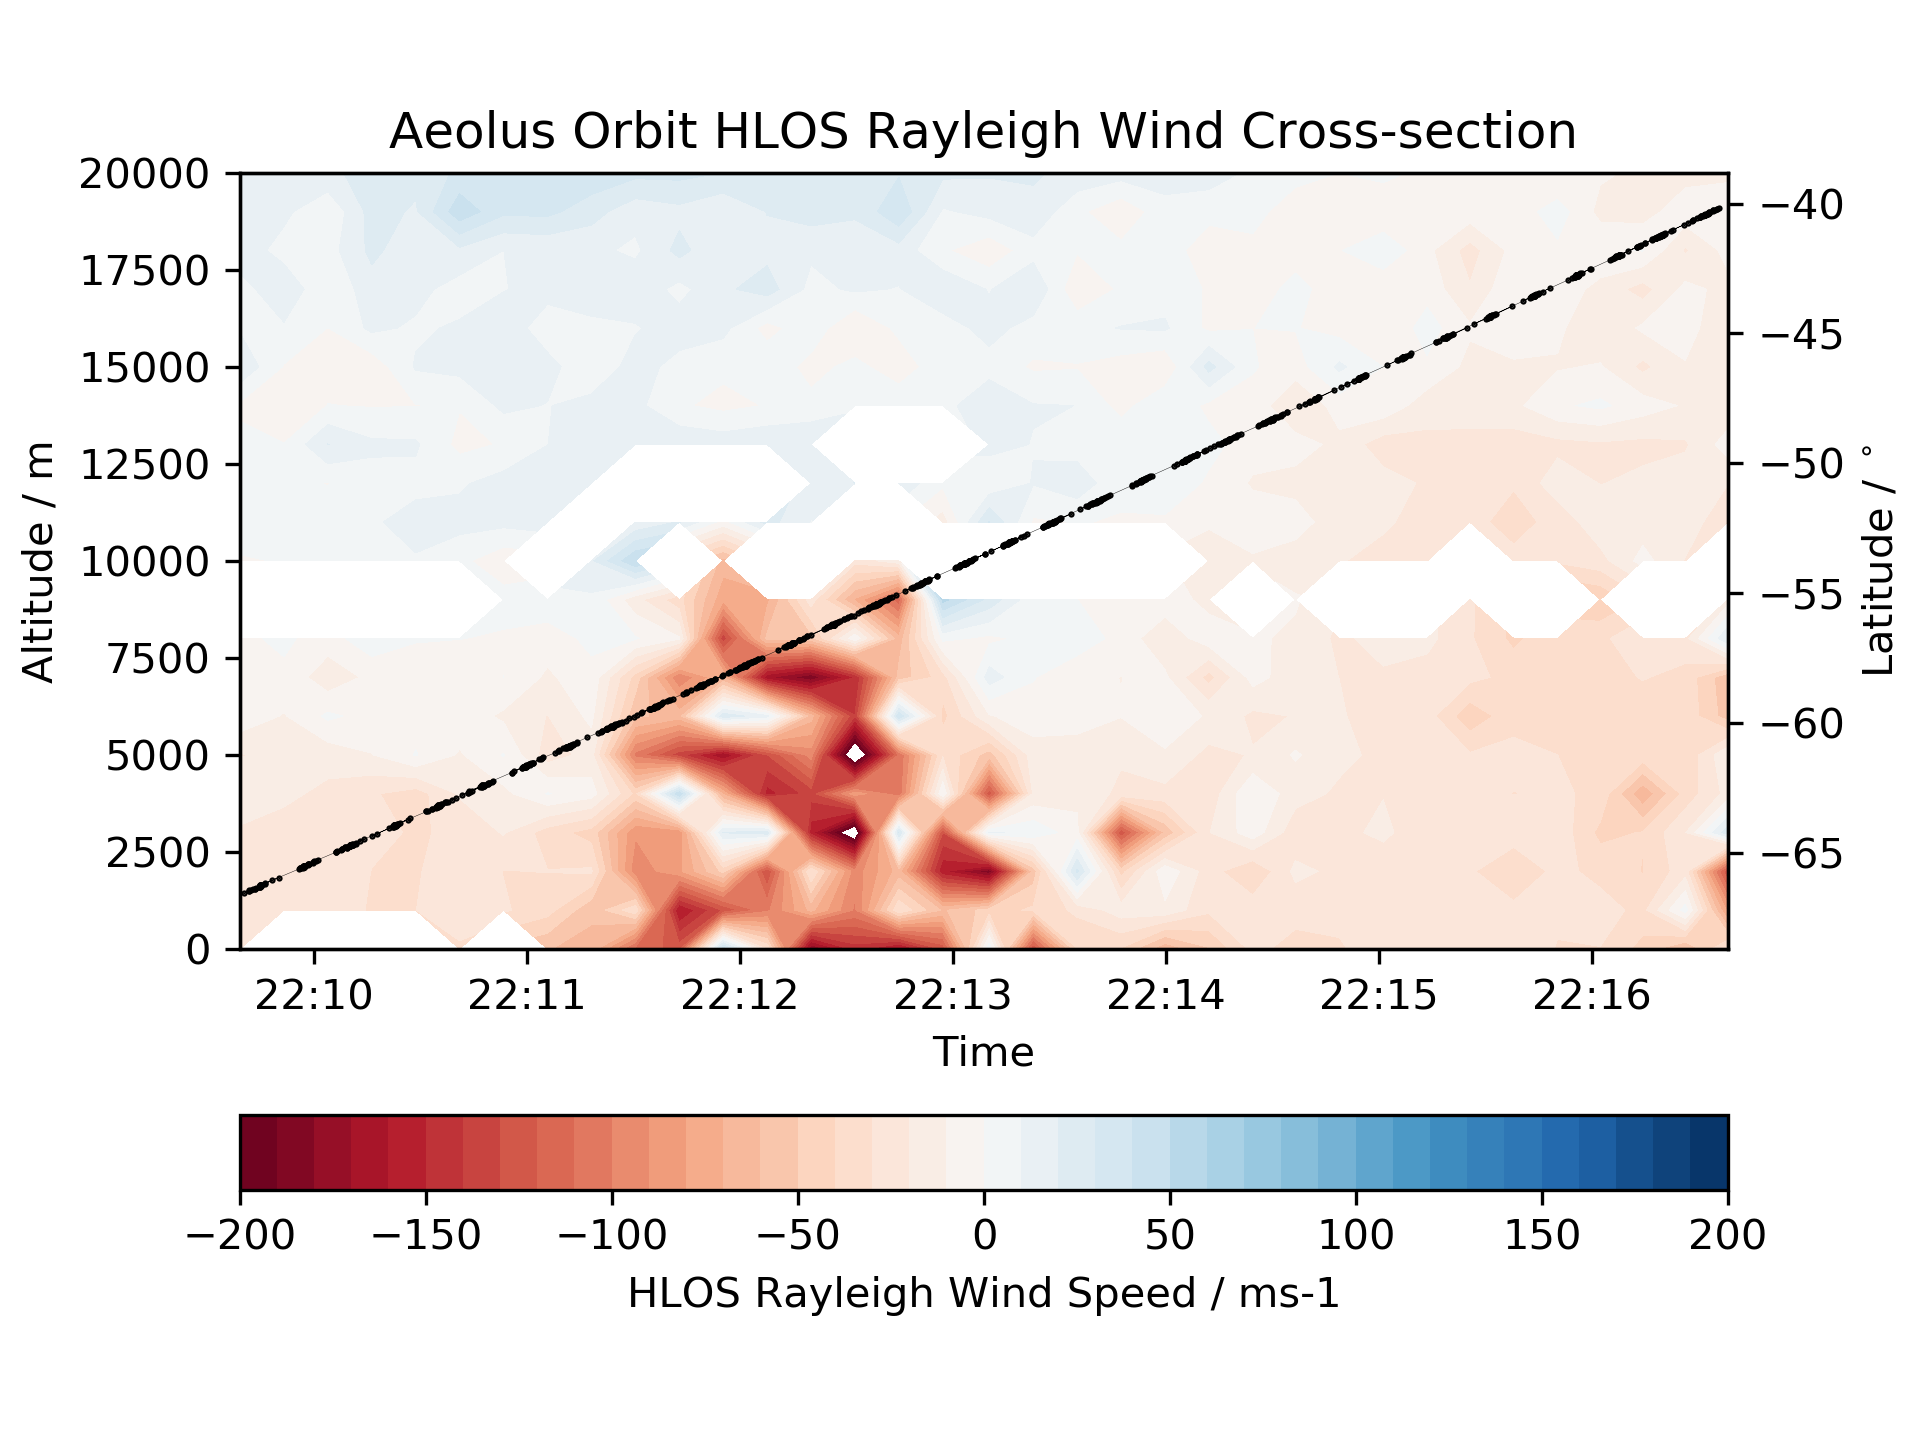 Aeolus Orbit HLOS Rayleigh Wind Cross-section
20000
17500
15000
12500
10000
7500
5000
2500
0
Altitude / m
−40
−45
−50
−55
−60
−65
Latitude / °
22:10 22:11 22:12 22:13 22:14 22:15 22:16
Time
−200 −150 −100 −50 0 50 100 150 200
HLOS Rayleigh Wind Speed / ms-1